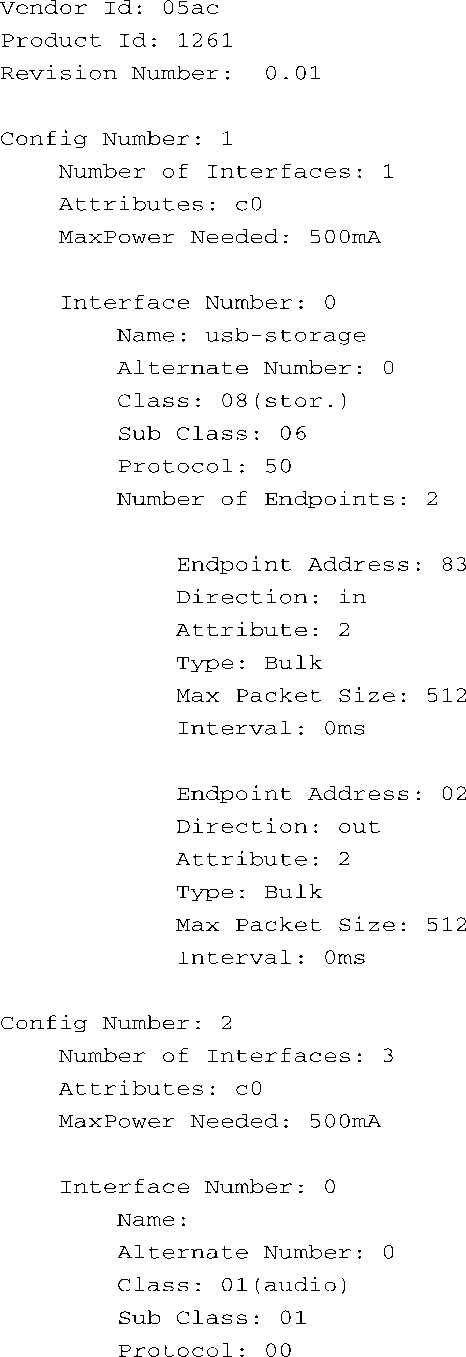 Vendor Id: 05ac
Product Id: 1261
Revision Number:  0.01
Config Number: 1
Number of Interfaces: 1
Attributes: c0
MaxPower Needed: 500mA
Interface Number: 0
Name: usb-storage
Alternate Number: 0
Class: 08(stor.)
Sub Class: 06
Protocol: 50
Number of Endpoints: 2
Endpoint Address: 83
Direction: in
Attribute: 2
Type: Bulk
Max Packet Size: 512
Interval: 0ms
Endpoint Address: 02
Direction: out
Attribute: 2
Type: Bulk
Max Packet Size: 512
Interval: 0ms
Config Number: 2
Number of Interfaces: 3
Attributes: c0
MaxPower Needed: 500mA
Interface Number: 0
Name:
Alternate Number: 0
Class: 01(audio)
Sub Class: 01
Protocol: 00